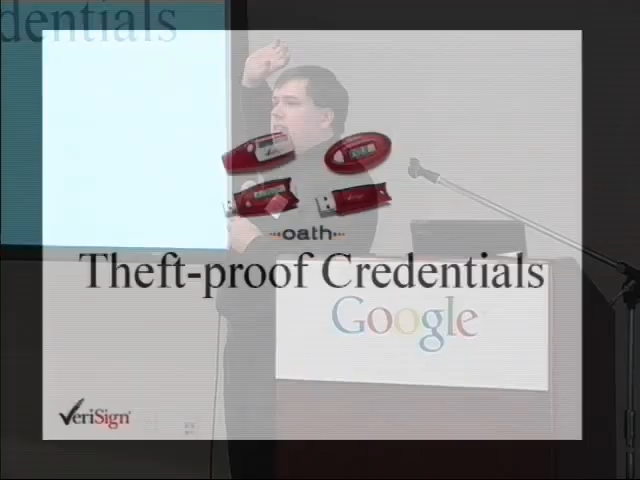 dentials
oath
Theft-proof Credentials
Google
VeriSign